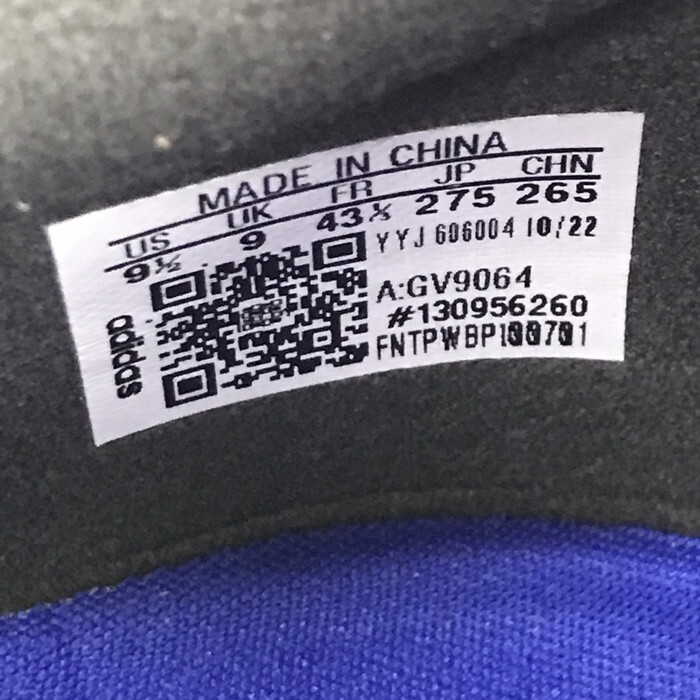 MADE IN CHINA
US UK FR JP CHN
9½ 9 43⅓ 275 265
YYJ 606004 10/22
A:GV9064
#130956260
FNTPWBP100701
adidas